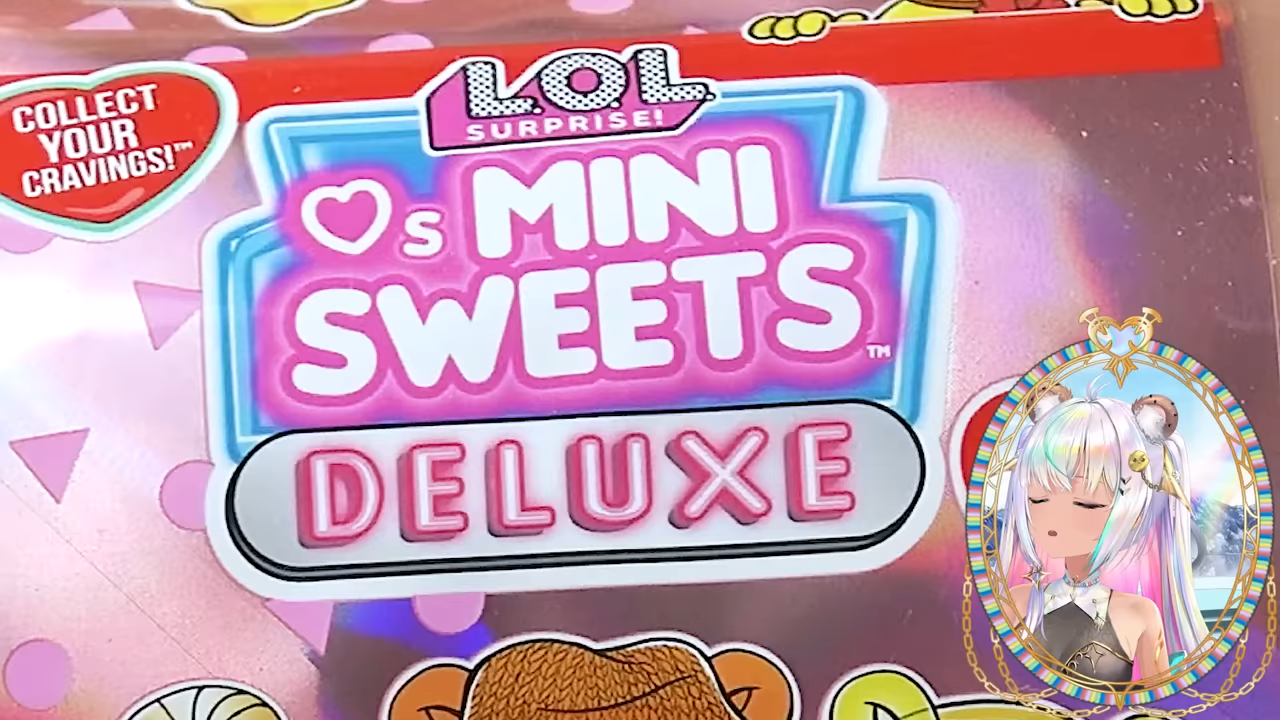 COLLECT
YOUR
CRAVINGS!™
L.O.L.
SURPRISE!
♥s MINI
SWEETS™
DELUXE